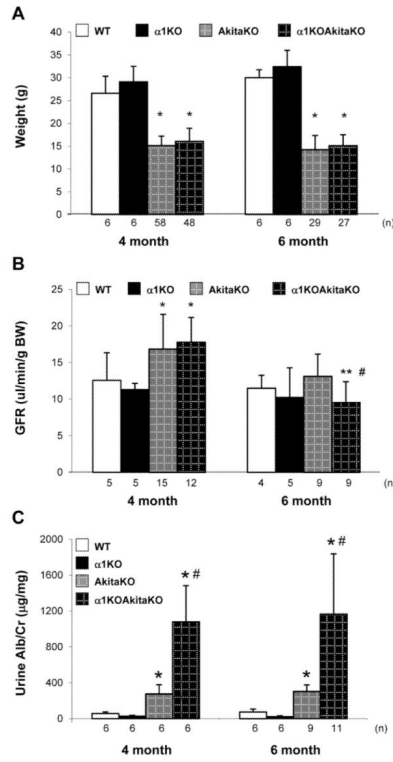 A
WT α1KO AkitaKO α1KOAkitaKO
Weight (g)
40
35
30
25
20
15
10
5
0
* * * *
6 6 58 48 6 6 29 27 (n)
4 month 6 month
B
WT α1KO AkitaKO α1KOAkitaKO
GFR (ul/min/g BW)
25
20
15
10
5
0
* * ** #
5 5 15 12 4 5 9 9 (n)
4 month 6 month
C
WT
α1KO
AkitaKO
α1KOAkitaKO
Urine Alb/Cr (µg/mg)
2000
1600
1200
800
400
0
* *# * *#
6 6 6 6 6 6 9 11 (n)
4 month 6 month